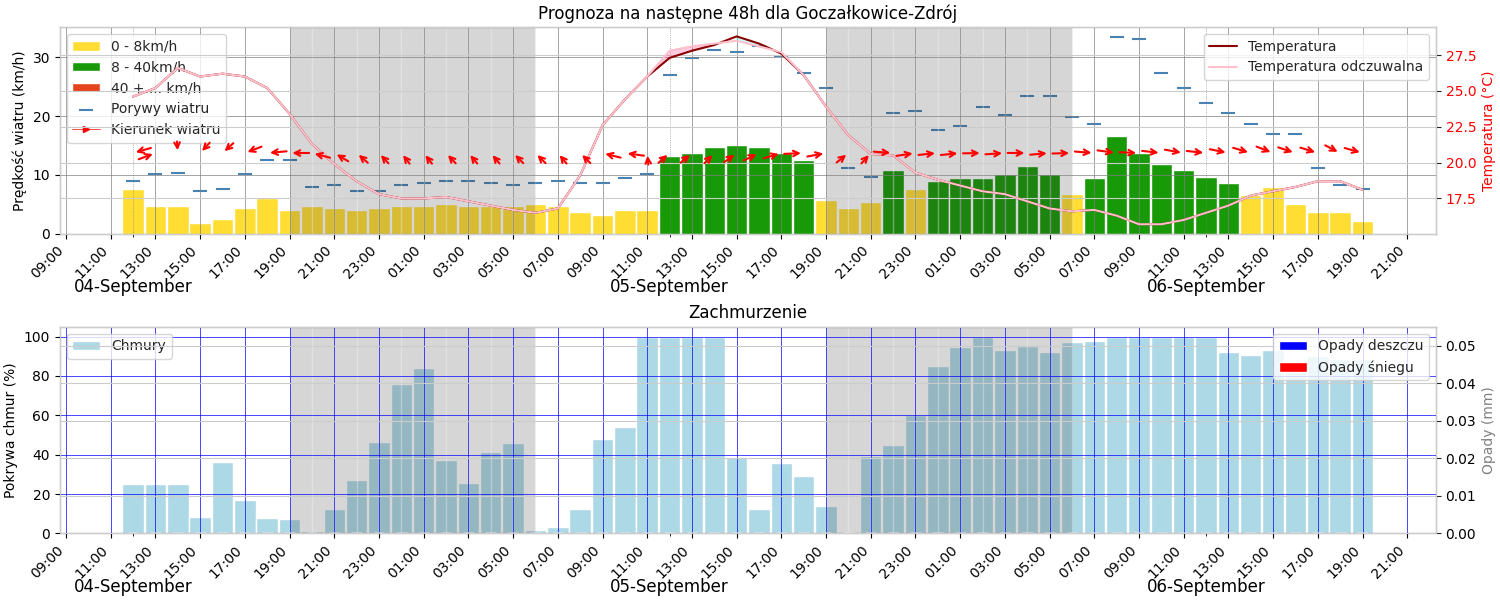 Prognoza na następne 48h dla Goczałkowice-Zdrój
0 - 8km/h
8 - 40km/h
40 + ... km/h
Porywy wiatru
Kierunek wiatru
Temperatura
Temperatura odczuwalna
Prędkość wiatru (km/h)
30
20
10
0
27.5
25.0
22.5
20.0
17.5
Temperatura (°C)
09:00 11:00 13:00 15:00 17:00 19:00 21:00 23:00 01:00 03:00 05:00 07:00 09:00 11:00 13:00 15:00 17:00 19:00 21:00 23:00 01:00 03:00 05:00 07:00 09:00 11:00 13:00 15:00 17:00 19:00 21:00
04-September 05-September 06-September
Zachmurzenie
Chmury
Opady deszczu
Opady śniegu
Pokrywa chmur (%)
100
80
60
40
20
0
0.05
0.04
0.03
0.02
0.01
0.00
Opady (mm)
09:00 11:00 13:00 15:00 17:00 19:00 21:00 23:00 01:00 03:00 05:00 07:00 09:00 11:00 13:00 15:00 17:00 19:00 21:00 23:00 01:00 03:00 05:00 07:00 09:00 11:00 13:00 15:00 17:00 19:00 21:00
04-September 05-September 06-September